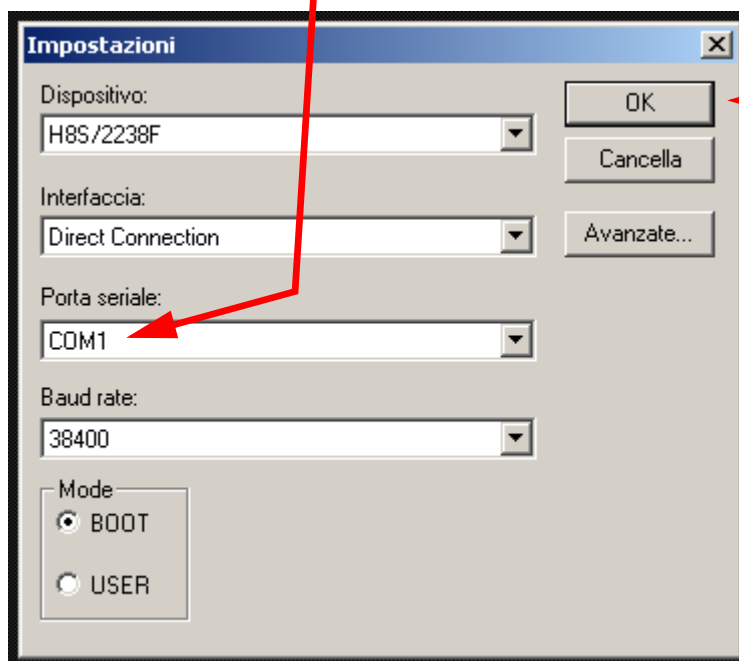 Impostazioni
Dispositivo:
H8S/2238F
Interfaccia:
Direct Connection
Porta seriale:
COM1
Baud rate:
38400
Mode
BOOT
USER
OK
Cancella
Avanzate...